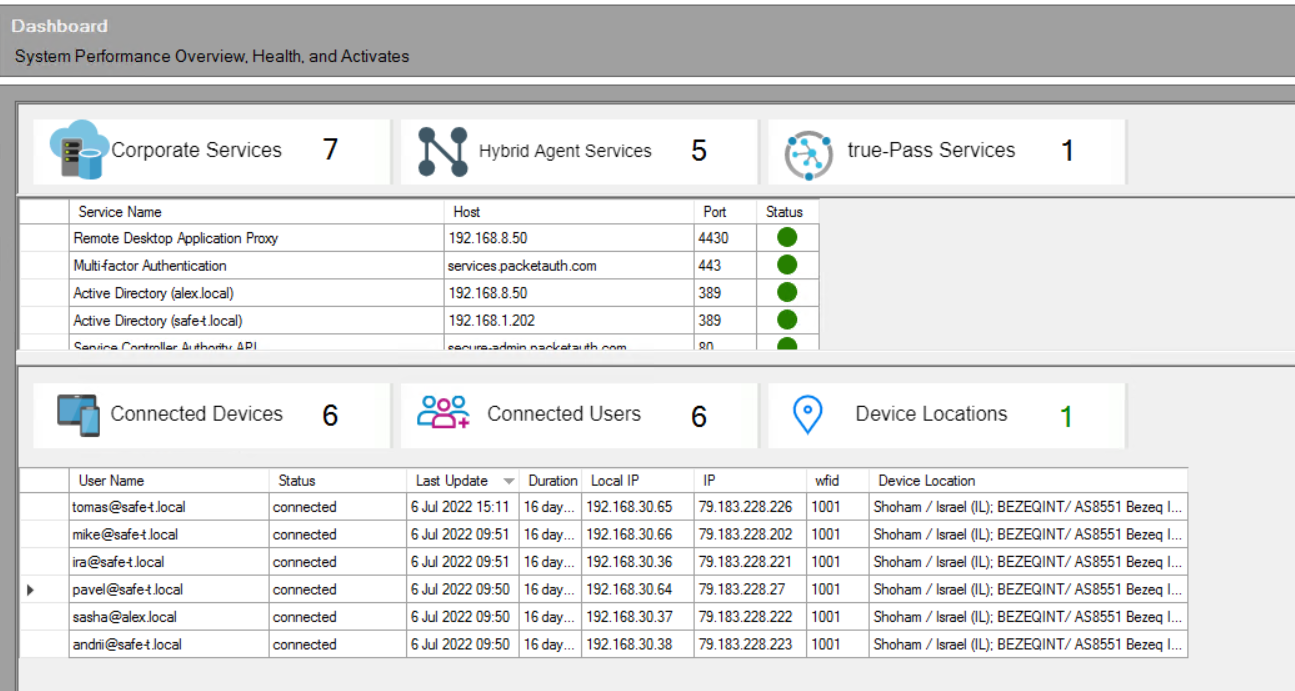 Dashboard
System Performance Overview, Health, and Activates
Corporate Services 7 Hybrid Agent Services 5 true-Pass Services 1
Service Name Host Port Status
Remote Desktop Application Proxy 192.168.8.50 4430
Multi-factor Authentication services.packetauth.com 443
Active Directory (alex.local) 192.168.8.50 389
Active Directory (safe-t.local) 192.168.1.202 389
Service Controller Authority API secure-admin.packetauth.com 80
Connected Devices 6 Connected Users 6 Device Locations 1
User Name Status Last Update Duration Local IP IP wfid Device Location
tomas@safe-t.local connected 6 Jul 2022 15:11 16 day... 192.168.30.65 79.183.228.226 1001 Shoham / Israel (IL); BEZEQINT/ AS8551 Bezeq I...
mike@safe-t.local connected 6 Jul 2022 09:51 16 day... 192.168.30.66 79.183.228.202 1001 Shoham / Israel (IL); BEZEQINT/ AS8551 Bezeq I...
ira@safe-t.local connected 6 Jul 2022 09:51 16 day... 192.168.30.36 79.183.228.221 1001 Shoham / Israel (IL); BEZEQINT/ AS8551 Bezeq I...
pavel@safe-t.local connected 6 Jul 2022 09:50 16 day... 192.168.30.64 79.183.228.27 1001 Shoham / Israel (IL); BEZEQINT/ AS8551 Bezeq I...
sasha@alex.local connected 6 Jul 2022 09:50 16 day... 192.168.30.37 79.183.228.222 1001 Shoham / Israel (IL); BEZEQINT/ AS8551 Bezeq I...
andrii@safe-t.local connected 6 Jul 2022 09:50 16 day... 192.168.30.38 79.183.228.223 1001 Shoham / Israel (IL); BEZEQINT/ AS8551 Bezeq I...